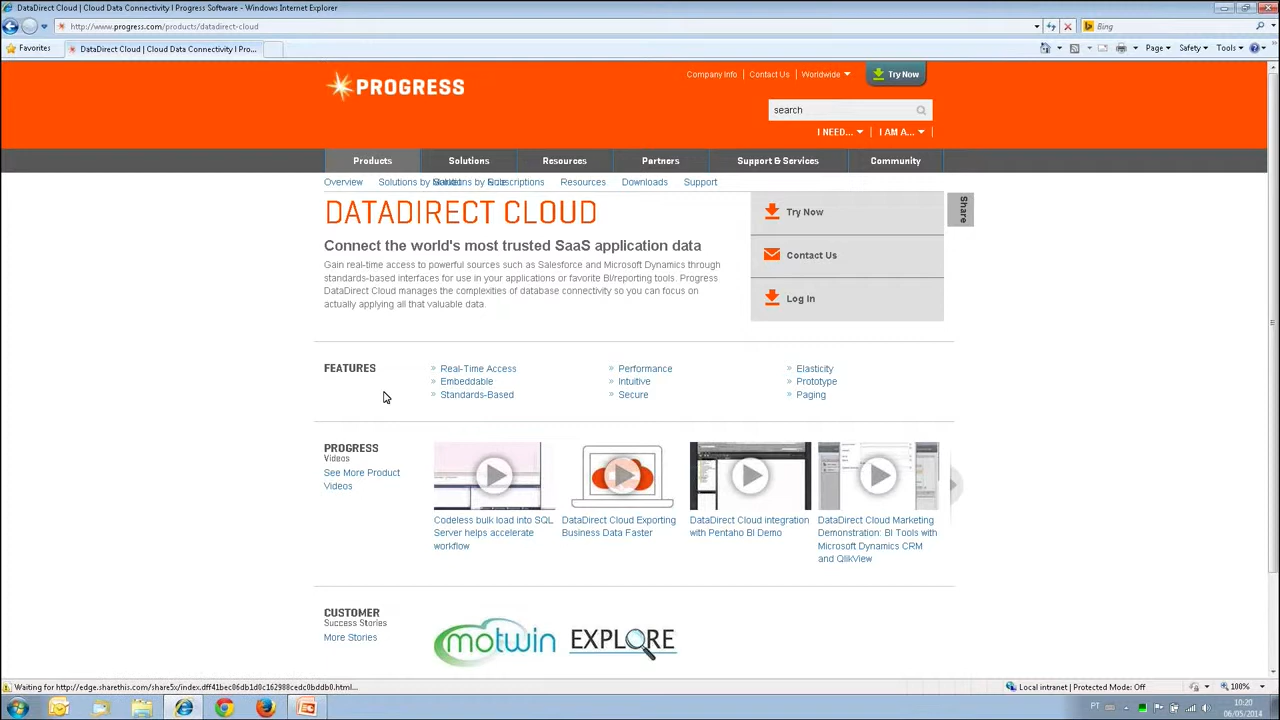 DataDirect Cloud | Cloud Data Connectivity | Progress Software - Windows Internet Explorer
http://www.progress.com/products/datadirect-cloud
Bing
Favorites
DataDirect Cloud | Cloud Data Connectivity | Pro...
Page
Safety
Tools
PROGRESS
Company Info
Contact Us
Worldwide
Try Now
search
I NEED...
I AM A...
Products
Solutions
Resources
Partners
Support & Services
Community
Overview
Solutions by
Solutions by
Subscriptions
Resources
Downloads
Support
DATADIRECT CLOUD
Connect the world's most trusted SaaS application data
Gain real-time access to powerful sources such as Salesforce and Microsoft Dynamics through
standards-based interfaces for use in your applications or favorite BI/reporting tools. Progress
DataDirect Cloud manages the complexities of database connectivity so you can focus on
actually applying all that valuable data.
Try Now
Contact Us
Log In
Share
FEATURES
» Real-Time Access
» Embeddable
» Standards-Based
» Performance
» Intuitive
» Secure
» Elasticity
» Prototype
» Paging
PROGRESS
Videos
See More Product
Videos
Codeless bulk load into SQL
Server helps accelerate
workflow
DataDirect Cloud Exporting
Business Data Faster
DataDirect Cloud integration
with Pentaho BI Demo
DataDirect Cloud Marketing
Demonstration: BI Tools with
Microsoft Dynamics CRM
and QlikView
CUSTOMER
Success Stories
More Stories
motwin
EXPLORE
Local intranet | Protected Mode: Off
100%
PT
10:20
06/05/2014